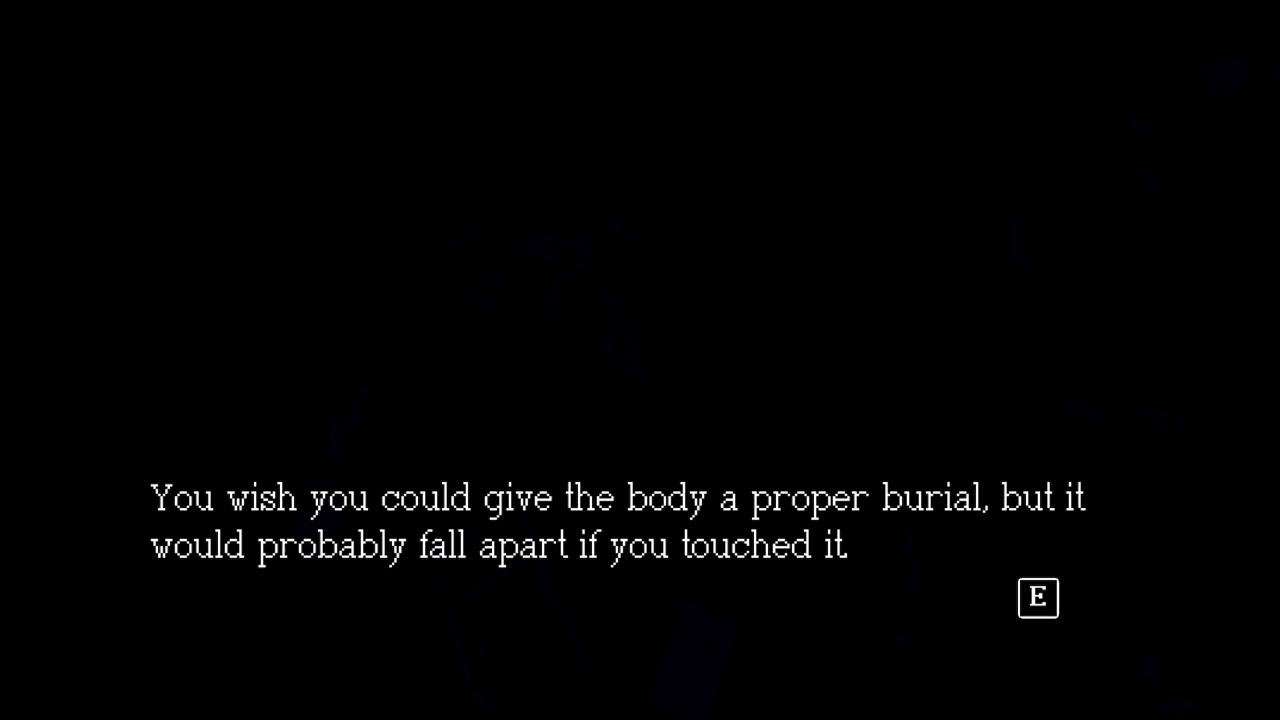 You wish you could give the body a proper burial, but it
would probably fall apart if you touched it.
E